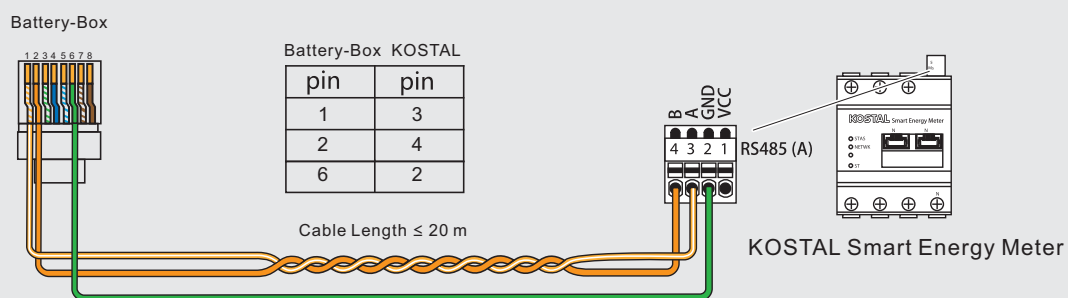 Battery-Box
1 2 3 4 5 6 7 8
Battery-Box KOSTAL
pin pin
1 3
2 4
6 2
Cable Length ≤ 20 m
B A GND VCC
4 3 2 1 RS485 (A)
KOSTAL Smart Energy Meter
N N
STAS
NETWK
ST
N
KOSTAL Smart Energy Meter